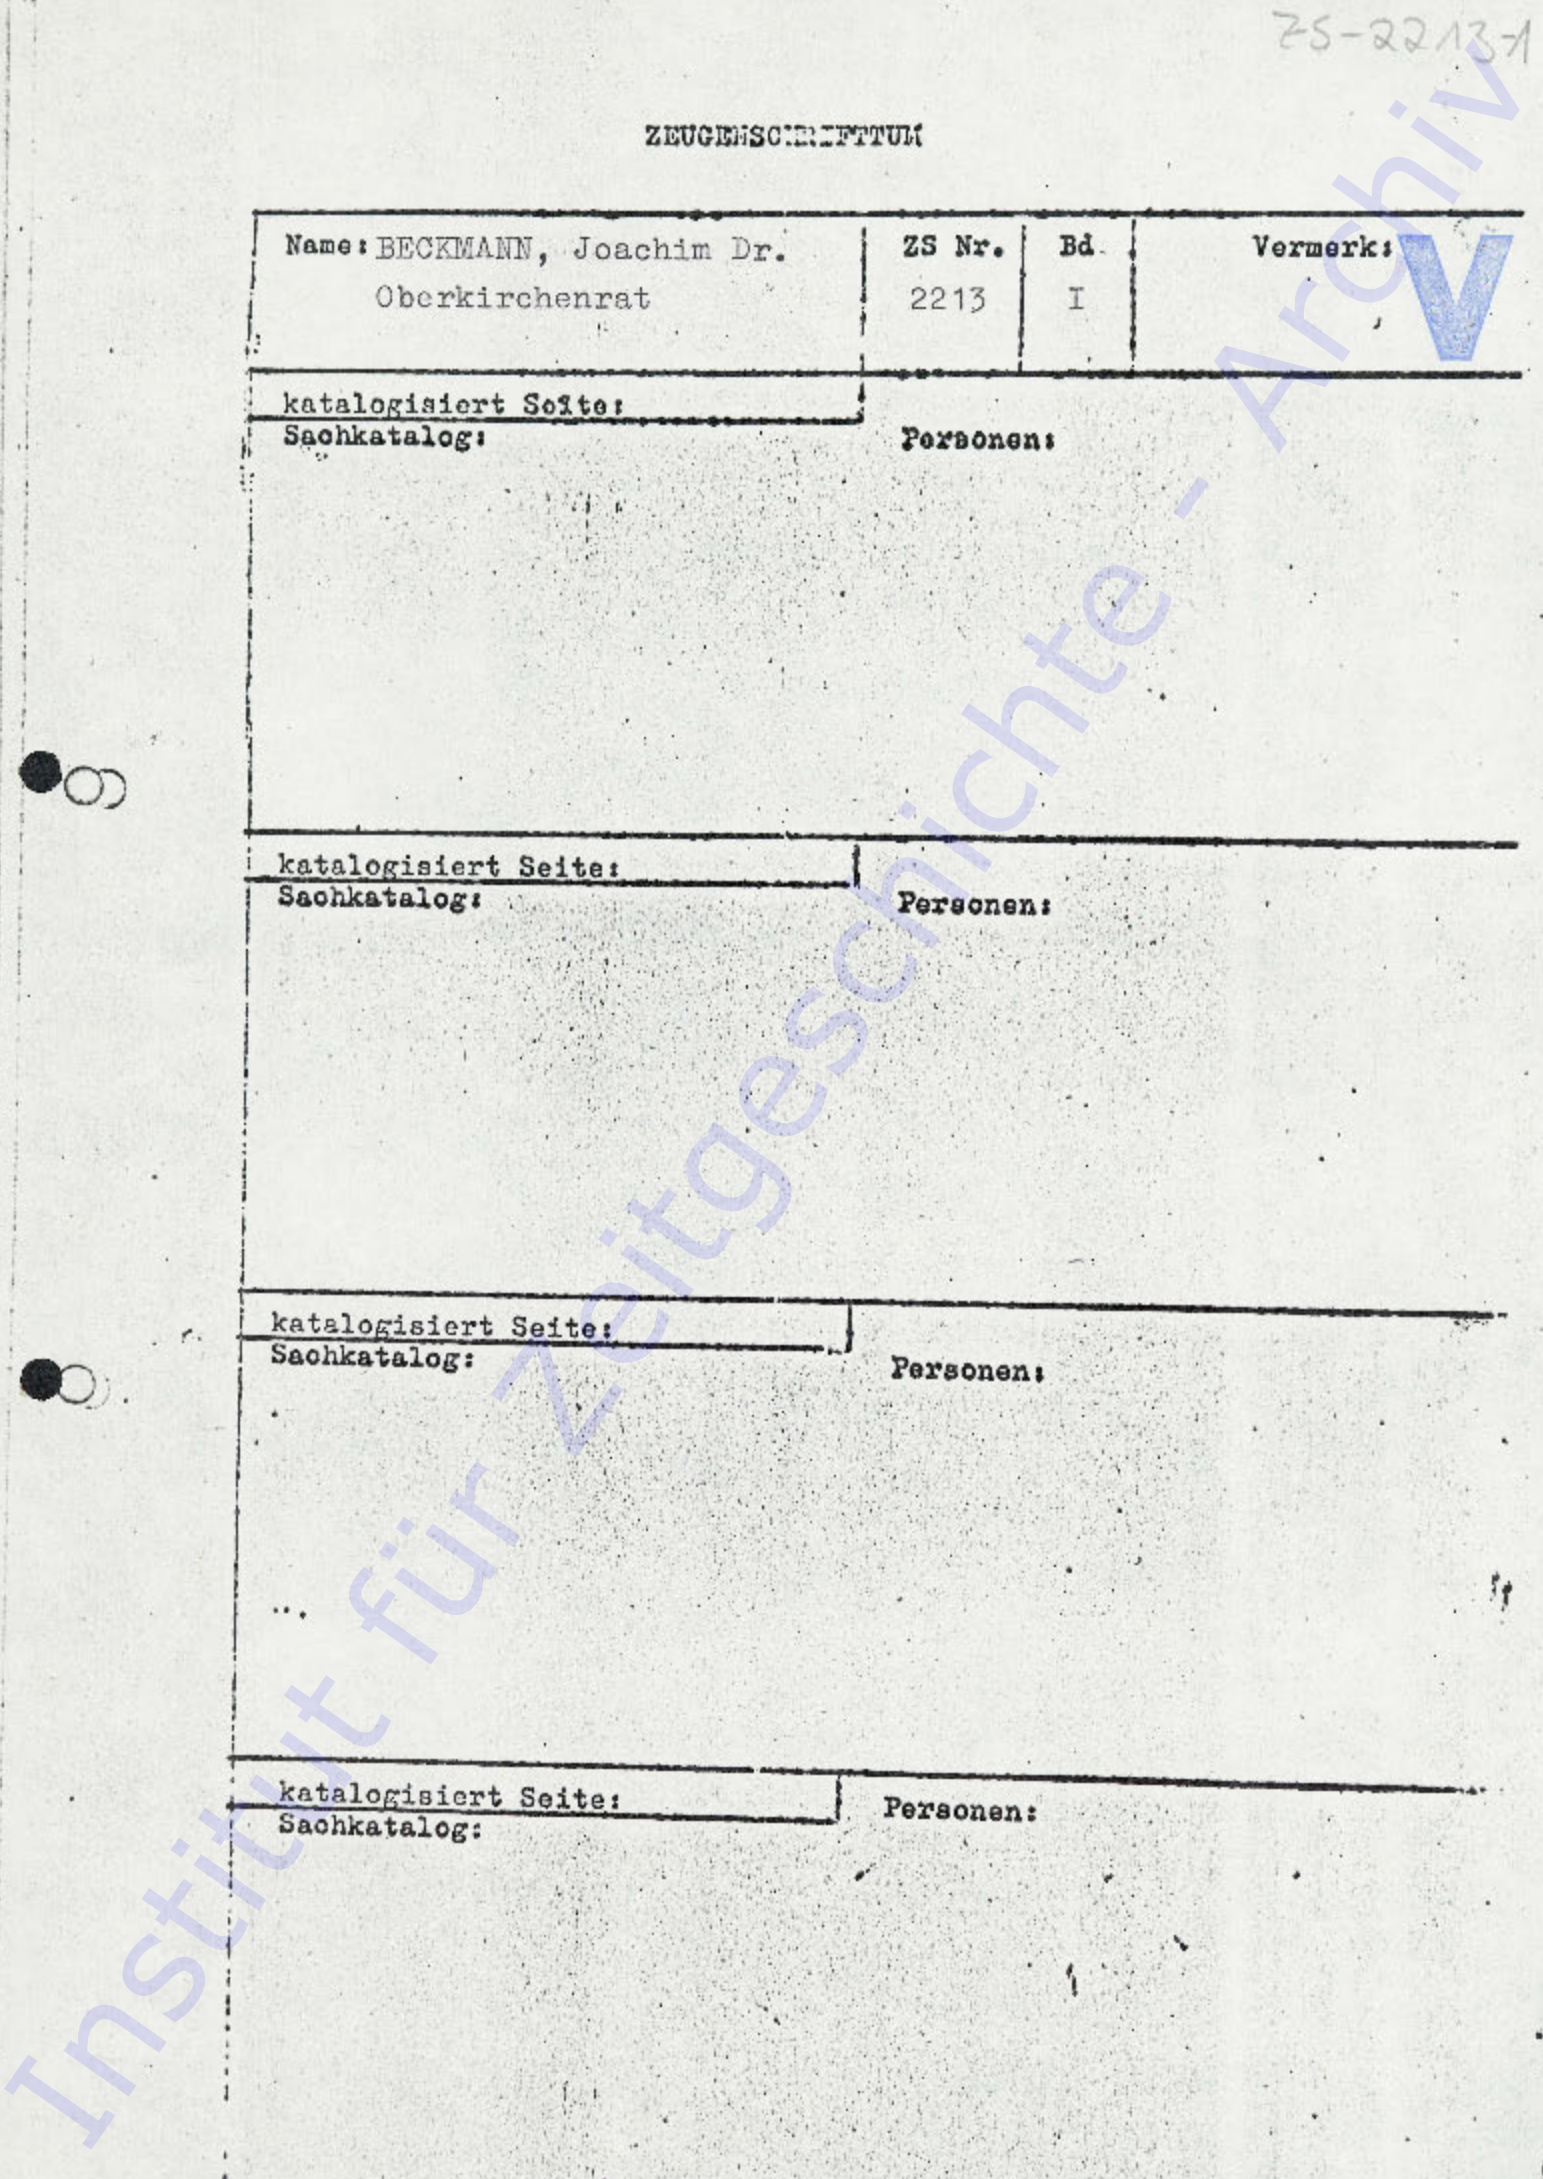 ZS-2213-1
ZEUGENSCHRIFTTUM
Name: BECKMANN, Joachim Dr. ZS Nr. Bd. Vermerk: V
Oberkirchenrat 2213 I
katalogisiert Seite:
Sachkatalog: Personen:
katalogisiert Seite:
Sachkatalog: Personen:
katalogisiert Seite:
Sachkatalog: Personen:
katalogisiert Seite:
Sachkatalog: Personen:
Institut für Zeitgeschichte - Archiv